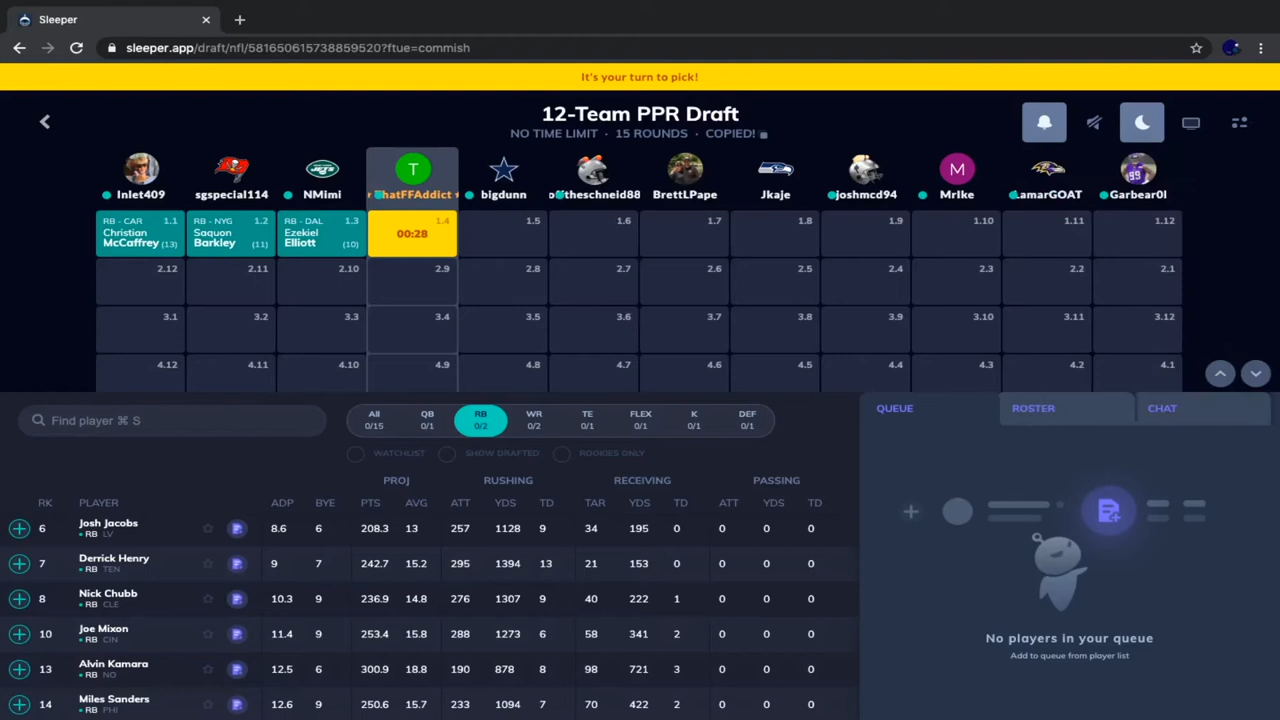 Sleeper
sleeper.app/draft/nfl/581650615738859520?ftue=commish
It's your turn to pick!
12-Team PPR Draft
NO TIME LIMIT · 15 ROUNDS · COPIED!
T
M
Inlet409 sgspecial114 NMimi hatFFAddict bigdunn theschneid88 BrettLPape Jkaje joshmcd94 MrIke LamarGOAT Garbear0l
RB - CAR 1.1 RB - NYG 1.2 RB - DAL 1.3 1.4 1.5 1.6 1.7 1.8 1.9 1.10 1.11 1.12
Christian Saquon Ezekiel 00:28
McCaffrey (13) Barkley (11) Elliott (10)
2.12 2.11 2.10 2.9 2.8 2.7 2.6 2.5 2.4 2.3 2.2 2.1
3.1 3.2 3.3 3.4 3.5 3.6 3.7 3.8 3.9 3.10 3.11 3.12
4.12 4.11 4.10 4.9 4.8 4.7 4.6 4.5 4.4 4.3 4.2 4.1
Find player ⌘ S
All QB RB WR TE FLEX K DEF
0/15 0/1 0/2 0/2 0/1 0/1 0/1 0/1
WATCHLIST SHOW DRAFTED ROOKIES ONLY
PROJ RUSHING RECEIVING PASSING
RK PLAYER ADP BYE PTS AVG ATT YDS TD TAR YDS TD ATT YDS TD
6 Josh Jacobs 8.6 6 208.3 13 257 1128 9 34 195 0 0 0 0
RB LV
7 Derrick Henry 9 7 242.7 15.2 295 1394 13 21 153 0 0 0 0
RB TEN
8 Nick Chubb 10.3 9 236.9 14.8 276 1307 9 40 222 1 0 0 0
RB CLE
10 Joe Mixon 11.4 9 253.4 15.8 288 1273 6 58 341 2 0 0 0
RB CIN
13 Alvin Kamara 12.5 6 300.9 18.8 190 878 8 98 721 3 0 0 0
RB NO
14 Miles Sanders 12.6 9 250.6 15.7 233 1094 7 70 422 2 0 0 0
RB PHI
QUEUE ROSTER CHAT
No players in your queue
Add to queue from player list